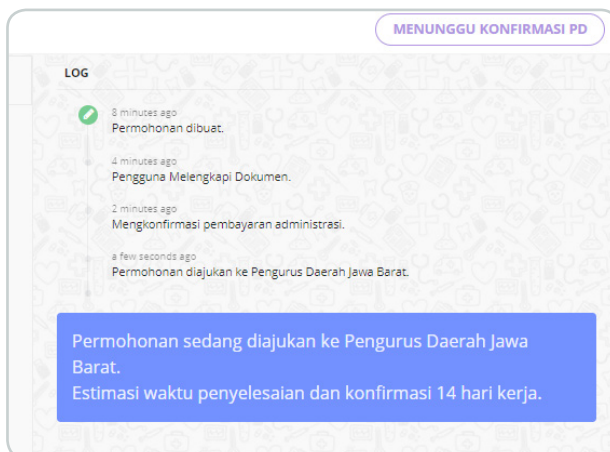 MENUNGGU KONFIRMASI PD
LOG
8 minutes ago
Permohonan dibuat.
4 minutes ago
Pengguna Melengkapi Dokumen.
2 minutes ago
Mengkonfirmasi pembayaran administrasi.
a few seconds ago
Permohonan diajukan ke Pengurus Daerah Jawa Barat.
Permohonan sedang diajukan ke Pengurus Daerah Jawa
Barat.
Estimasi waktu penyelesaian dan konfirmasi 14 hari kerja.